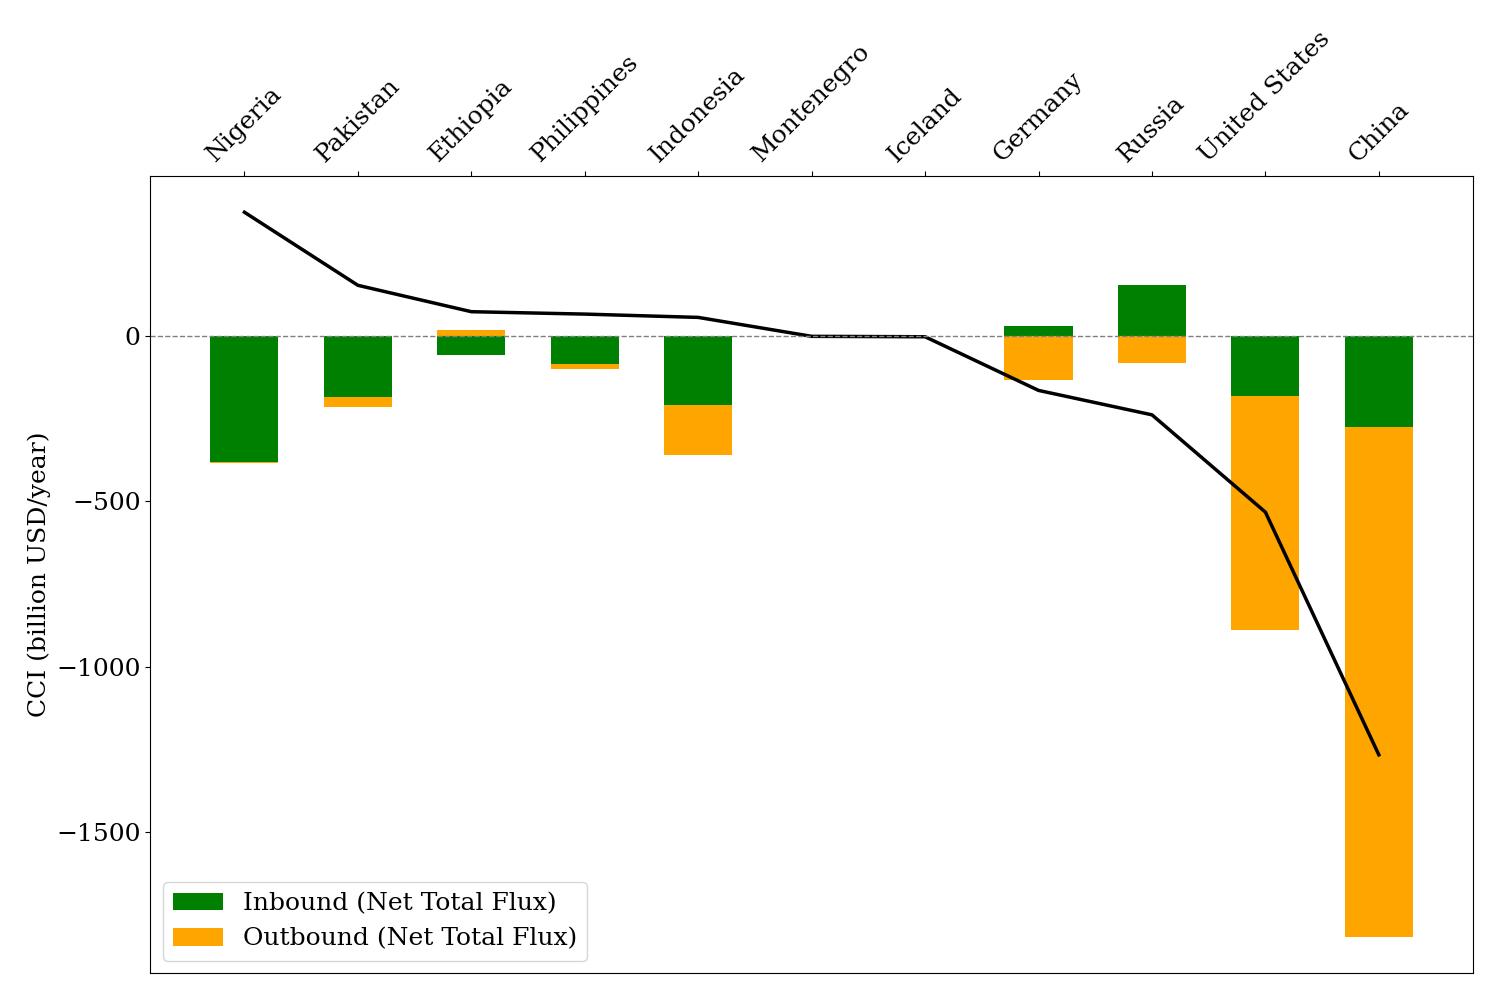 Nigeria
Pakistan
Ethiopia
Philippines
Indonesia
Montenegro
Iceland
Germany
Russia
United States
China
CCI (billion USD/year)
0
−500
−1000
−1500
Inbound (Net Total Flux)
Outbound (Net Total Flux)